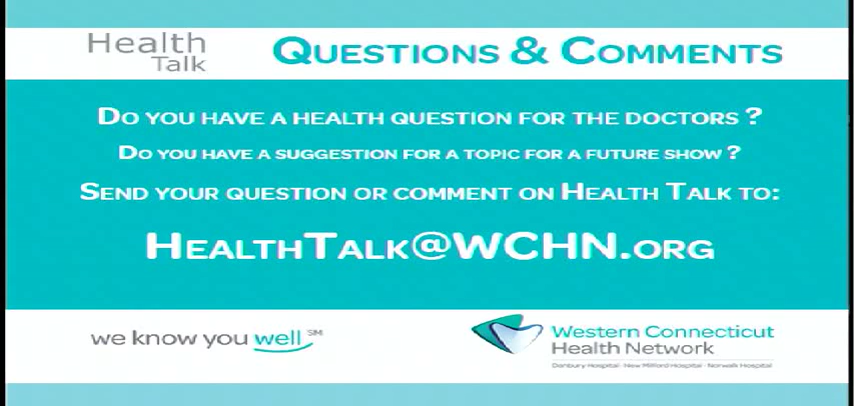 Health
Talk
QUESTIONS & COMMENTS
DO YOU HAVE A HEALTH QUESTION FOR THE DOCTORS ?
DO YOU HAVE A SUGGESTION FOR A TOPIC FOR A FUTURE SHOW ?
SEND YOUR QUESTION OR COMMENT ON HEALTH TALK TO:
HEALTHTALK@WCHN.ORG
we know you well SM
Western Connecticut
Health Network
Danbury Hospital · New Milford Hospital · Norwalk Hospital